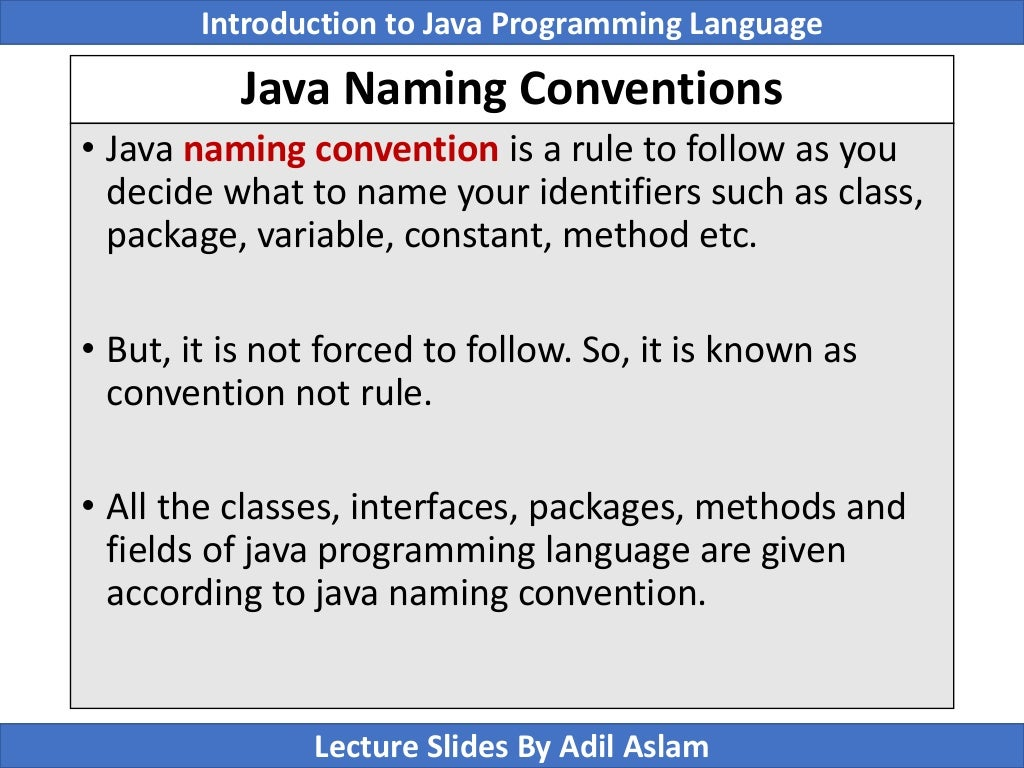 Introduction to Java Programming Language
Java Naming Conventions
• Java naming convention is a rule to follow as you
decide what to name your identifiers such as class,
package, variable, constant, method etc.
• But, it is not forced to follow. So, it is known as
convention not rule.
• All the classes, interfaces, packages, methods and
fields of java programming language are given
according to java naming convention.
Lecture Slides By Adil Aslam